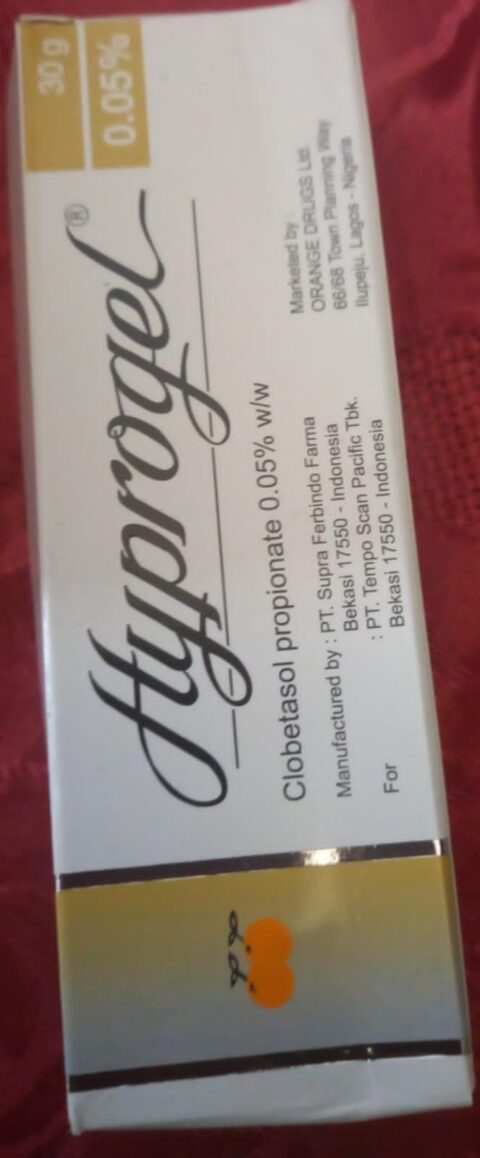 30 g
0.05%
Hyprogel®
Clobetasol propionate 0.05% w/w
Manufactured by : PT. Supra Ferbindo Farma
Bekasi 17550 - Indonesia
For : PT. Tempo Scan Pacific Tbk.
Bekasi 17550 - Indonesia
Marketed by :
ORANGE DRUGS Ltd.
66/68 Town Planning Way
Ilupeju, Lagos - Nigeria